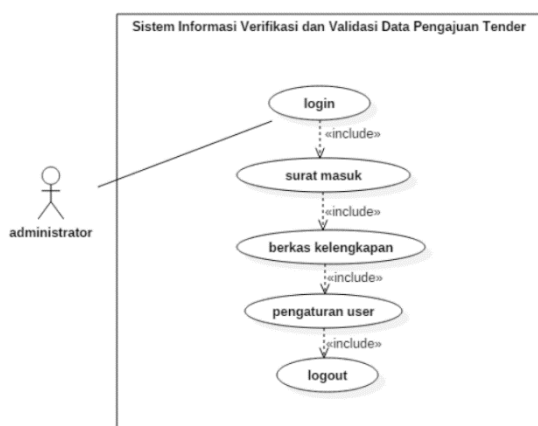 Sistem Informasi Verifikasi dan Validasi Data Pengajuan Tender
login
«include»
surat masuk
«include»
administrator
berkas kelengkapan
«include»
pengaturan user
«include»
logout